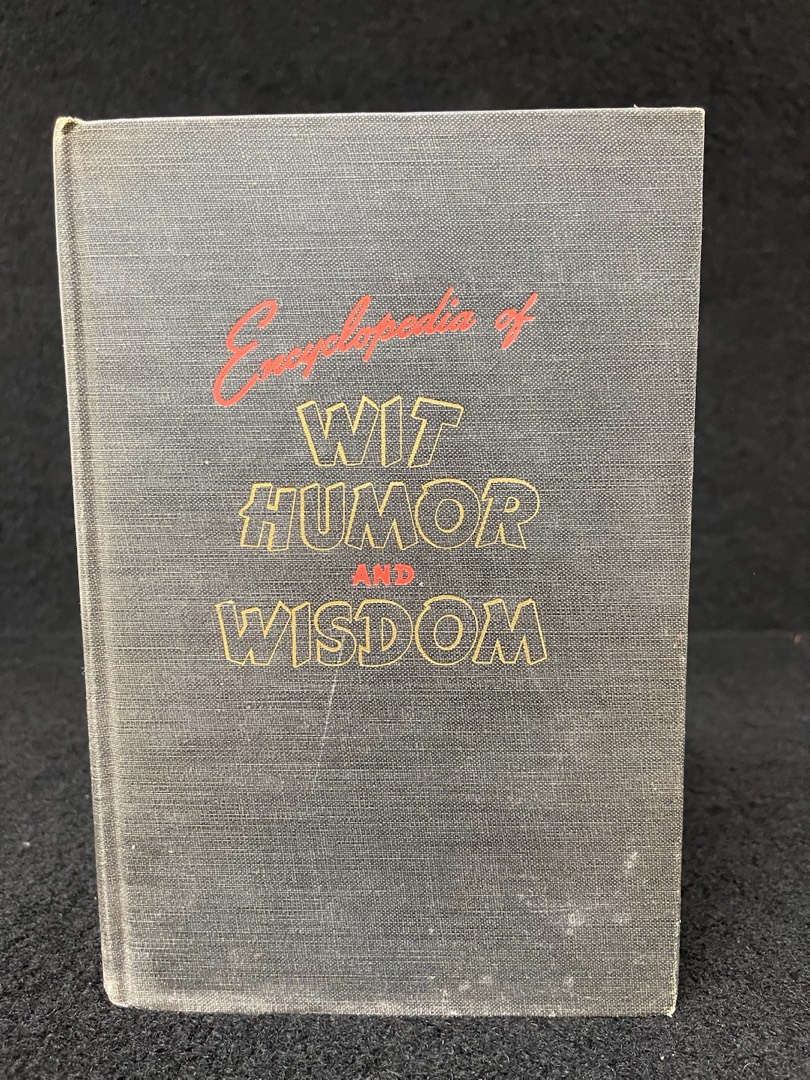 Encyclopedia of
WIT
HUMOR
AND
WISDOM